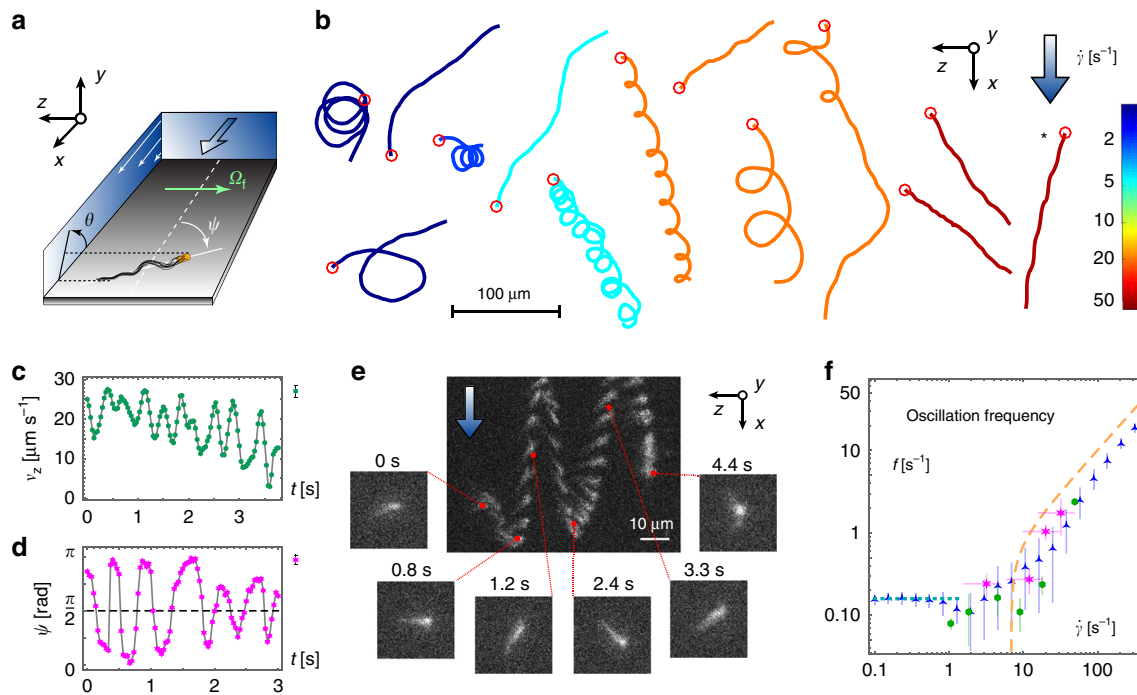 a
y
z
x
Ω_f
θ
ψ
b
100 μm
y
z
x
γ̇ [s⁻¹]
*
2
5
10
20
50
c
30
20
10
0
v_z [μm s⁻¹]
0 1 2 3
t [s]
d
π
π/2
0
ψ [rad]
0 1 2 3
t [s]
e
y
z
x
0 s
4.4 s
10 μm
0.8 s
1.2 s
2.4 s
3.3 s
f
50
10
1
0.10
Oscillation frequency
f [s⁻¹]
γ̇ [s⁻¹]
0.1 1 10 100